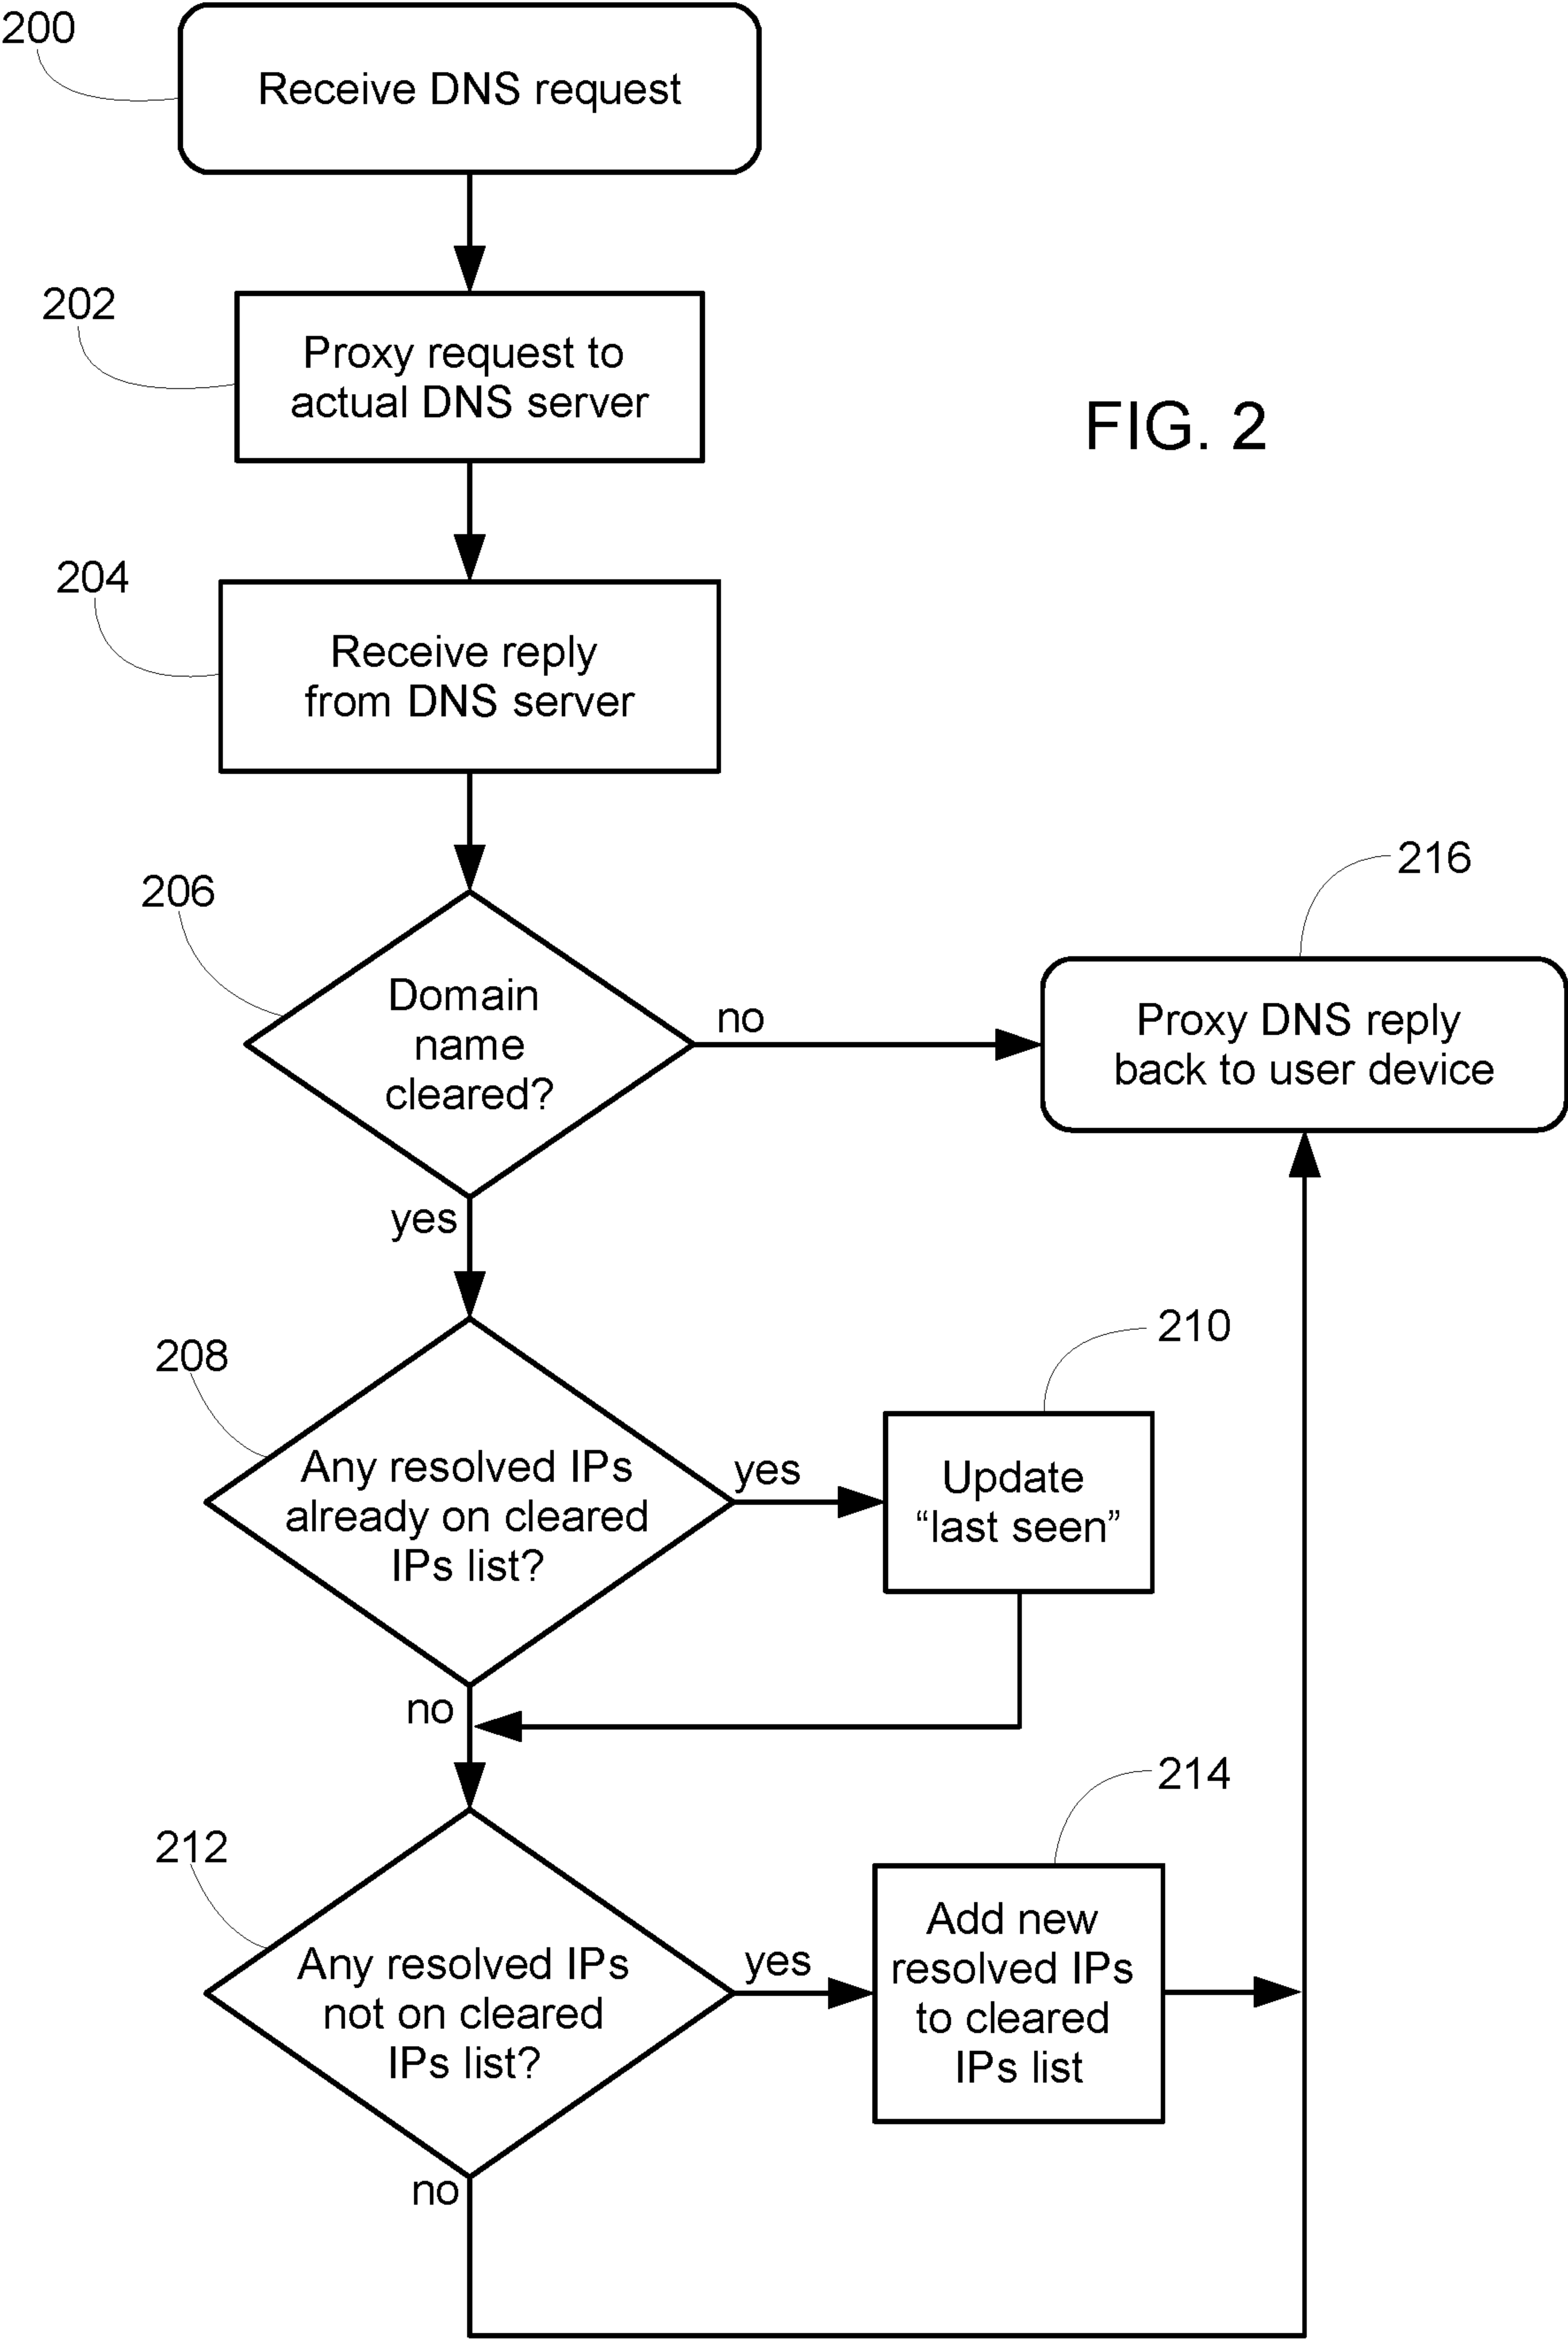 200
Receive DNS request
202
Proxy request to
actual DNS server
FIG. 2
204
Receive reply
from DNS server
206
Domain
name
cleared?
no
216
Proxy DNS reply
back to user device
yes
208
Any resolved IPs
already on cleared
IPs list?
yes
210
Update
“last seen”
no
212
Any resolved IPs
not on cleared
IPs list?
yes
214
Add new
resolved IPs
to cleared
IPs list
no